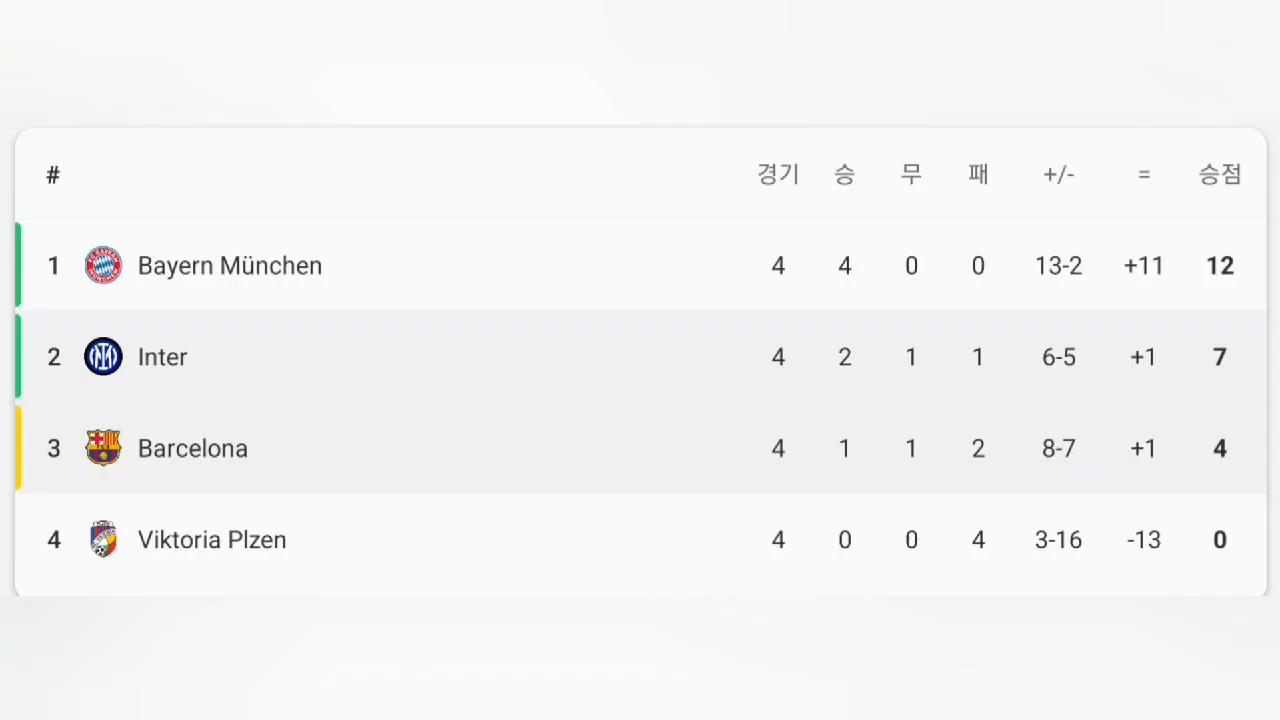 # 경기 승 무 패 +/- = 승점
1 Bayern München 4 4 0 0 13-2 +11 12
2 Inter 4 2 1 1 6-5 +1 7
3 Barcelona 4 1 1 2 8-7 +1 4
4 Viktoria Plzen 4 0 0 4 3-16 -13 0